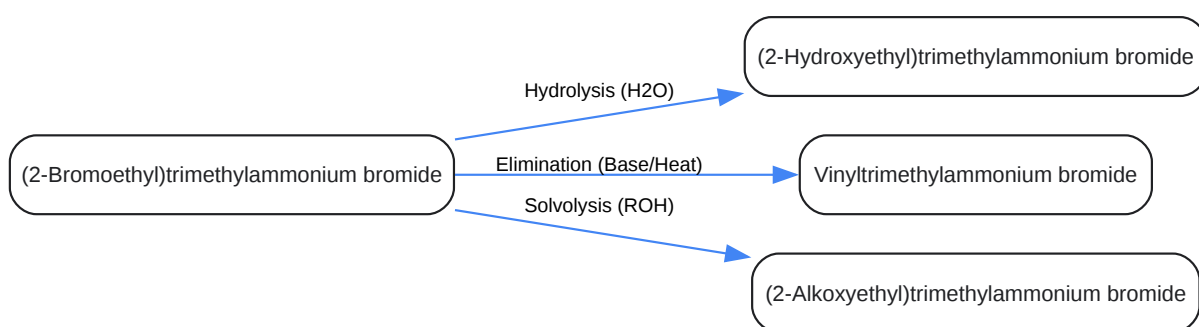 (2-Hydroxyethyl)trimethylammonium bromide
Hydrolysis (H2O)
(2-Bromoethyl)trimethylammonium bromide
Elimination (Base/Heat)
Vinyltrimethylammonium bromide
Solvolysis (ROH)
(2-Alkoxyethyl)trimethylammonium bromide